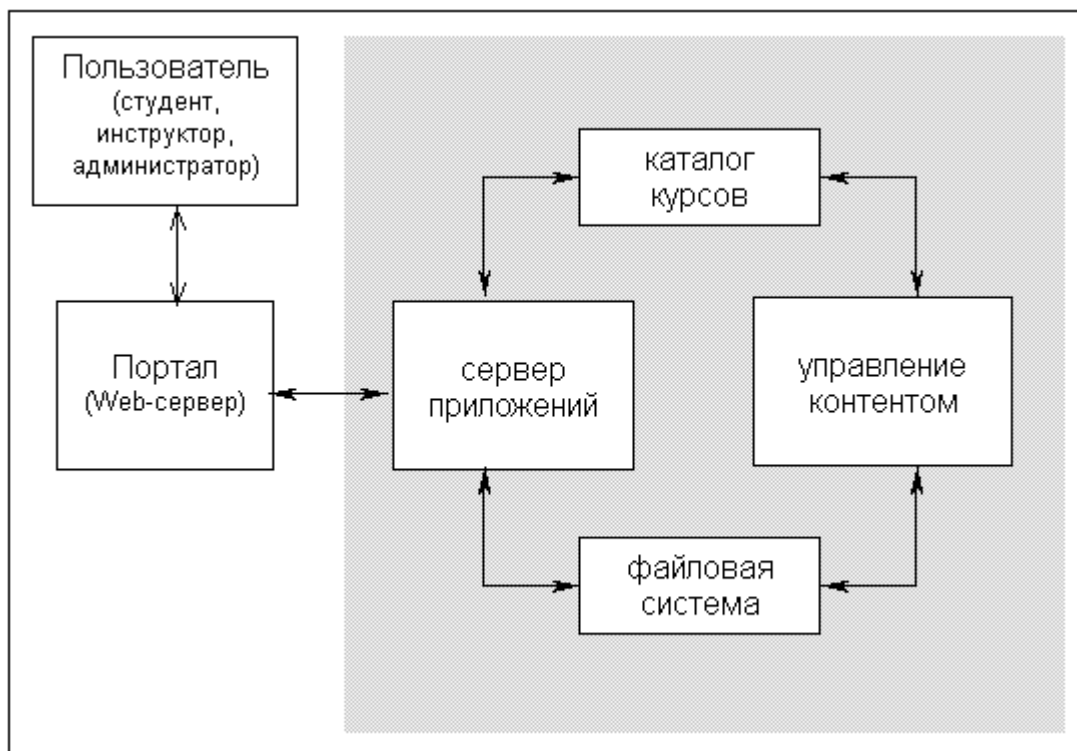 Пользователь
(студент,
инструктор,
администратор)
каталог
курсов
Портал
(Web-сервер)
сервер
приложений
управление
контентом
файловая
система